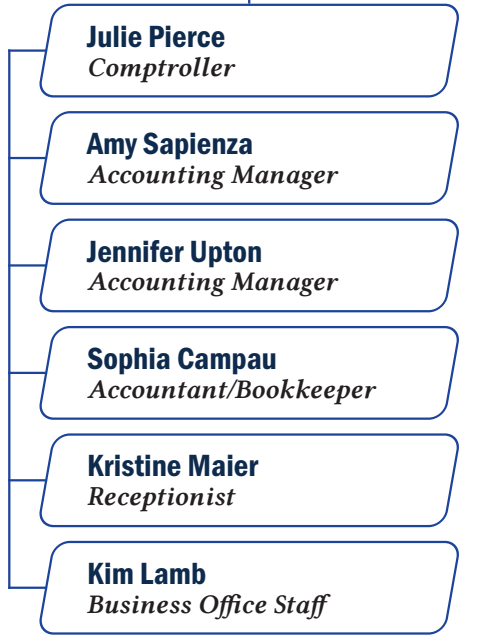 Julie Pierce
Comptroller
Amy Sapienza
Accounting Manager
Jennifer Upton
Accounting Manager
Sophia Campau
Accountant/Bookkeeper
Kristine Maier
Receptionist
Kim Lamb
Business Office Staff